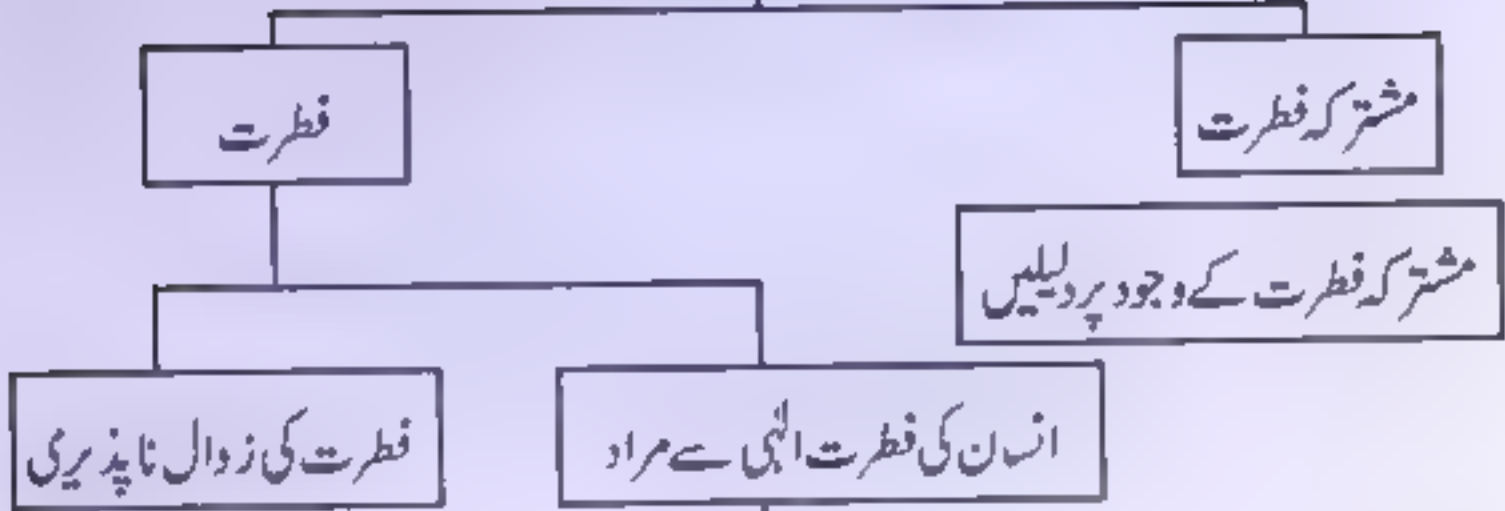 مشترکہ فطرت
فطرت
مشترکہ فطرت کے وجود پر دلیلیں
انسان کی فطرت الٰہی سے مراد
فطرت کی زوال ناپذیری